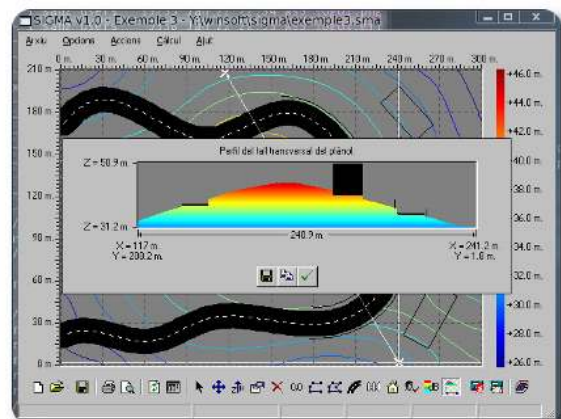 SIGMA v1.0 - Exemple 3 - Y:\winsoft\sigma\exemple3.sma
Arxiu Opcions Accions Càlcul Ajut
0 m. 30 m. 60 m. 90 m. 120 m. 150 m. 180 m. 210 m. 240 m. 270 m. 300 m.
210 m.
180 m.
150 m.
120 m.
90 m.
60 m.
30 m.
0 m.
+46.0 m.
+44.0 m.
+42.0 m.
+40.0 m.
+38.0 m.
+36.0 m.
+34.0 m.
+32.0 m.
+30.0 m.
+28.0 m.
+26.0 m.
Perfil del tall transversal del plànol
Z = 50.9 m.
Z = 31.2 m.
240.9 m.
X = 117 m.
Y = 208.2 m.
X = 241.2 m.
Y = 1.8 m.